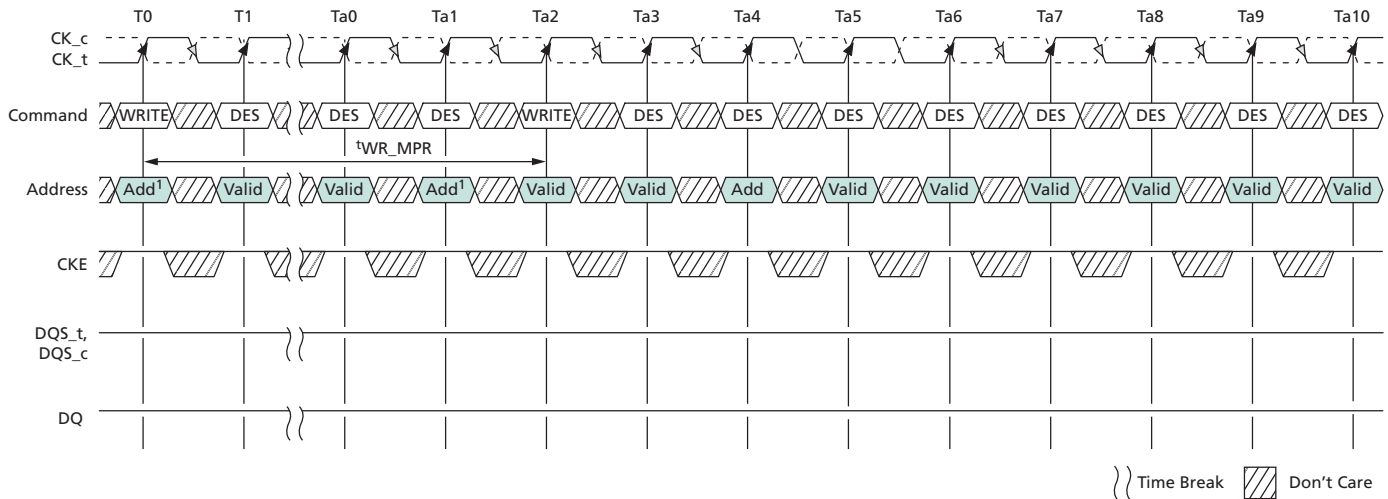 T0 T1 Ta0 Ta1 Ta2 Ta3 Ta4 Ta5 Ta6 Ta7 Ta8 Ta9 Ta10
CK_c
CK_t
Command WRITE DES DES DES WRITE DES DES DES DES DES DES DES DES
tWR_MPR
Address Add1 Valid Valid Add1 Valid Valid Add Valid Valid Valid Valid Valid Valid
CKE
DQS_t,
DQS_c
DQ
Time Break Don't Care